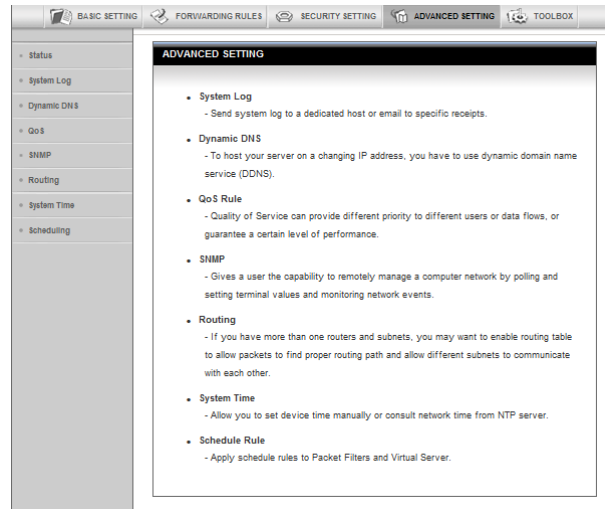 BASIC SETTING FORWARDING RULES SECURITY SETTING ADVANCED SETTING TOOLBOX
Status
System Log
Dynamic DNS
QoS
SNMP
Routing
System Time
Scheduling
ADVANCED SETTING
System Log
- Send system log to a dedicated host or email to specific receipts.
Dynamic DNS
- To host your server on a changing IP address, you have to use dynamic domain name
service (DDNS).
QoS Rule
- Quality of Service can provide different priority to different users or data flows, or
guarantee a certain level of performance.
SNMP
- Gives a user the capability to remotely manage a computer network by polling and
setting terminal values and monitoring network events.
Routing
- If you have more than one routers and subnets, you may want to enable routing table
to allow packets to find proper routing path and allow different subnets to communicate
with each other.
System Time
- Allow you to set device time manually or consult network time from NTP server.
Schedule Rule
- Apply schedule rules to Packet Filters and Virtual Server.